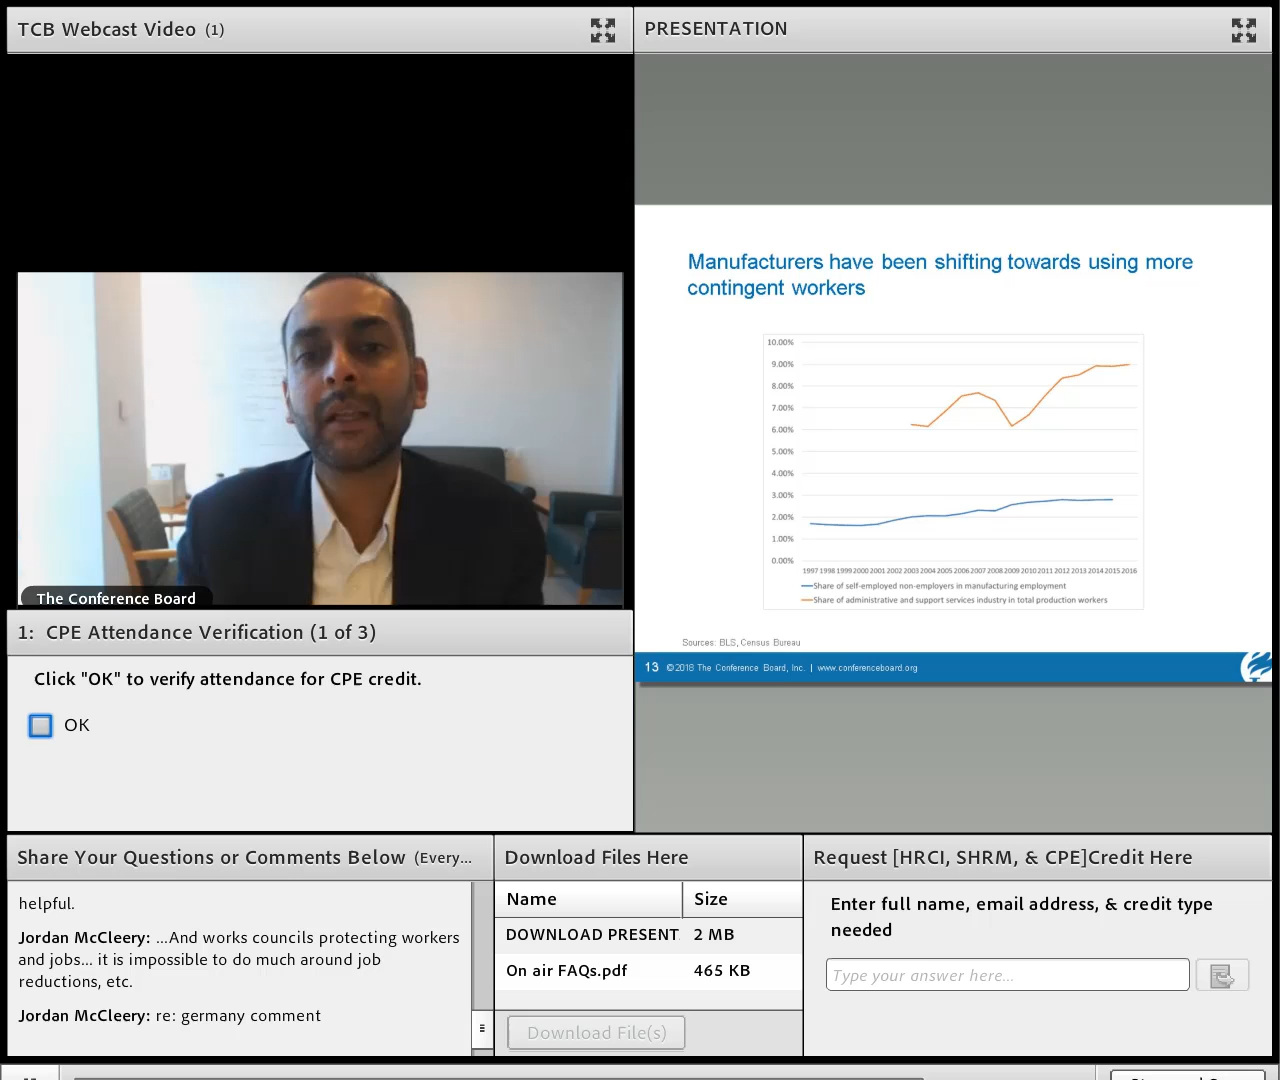 TCB Webcast Video (1)
PRESENTATION
The Conference Board
Manufacturers have been shifting towards using more
contingent workers
10.00%
9.00%
8.00%
7.00%
6.00%
5.00%
4.00%
3.00%
2.00%
1.00%
0.00%
1997 1998 1999 2000 2001 2002 2003 2004 2005 2006 2007 2008 2009 2010 2011 2012 2013 2014 2015 2016
Share of self-employed non-employers in manufacturing employment
Share of administrative and support services industry in total production workers
Sources: BLS, Census Bureau
13 ©2018 The Conference Board, Inc. | www.conferenceboard.org
1: CPE Attendance Verification (1 of 3)
Click "OK" to verify attendance for CPE credit.
OK
Share Your Questions or Comments Below (Every...
helpful.
Jordan McCleery: ...And works councils protecting workers
and jobs... it is impossible to do much around job
reductions, etc.
Jordan McCleery: re: germany comment
Download Files Here
Name Size
DOWNLOAD PRESENT 2 MB
On air FAQs.pdf 465 KB
Download File(s)
Request [HRCI, SHRM, & CPE]Credit Here
Enter full name, email address, & credit type
needed
Type your answer here...